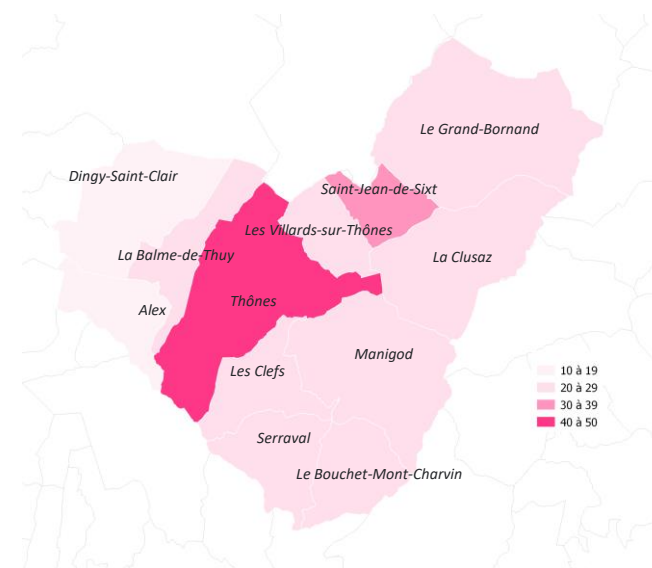 Le Grand-Bornand
Dingy-Saint-Clair
Saint-Jean-de-Sixt
Les Villards-sur-Thônes
La Balme-de-Thuy
La Clusaz
Thônes
Alex
Manigod
Les Clefs
Serraval
Le Bouchet-Mont-Charvin
10 à 19
20 à 29
30 à 39
40 à 50